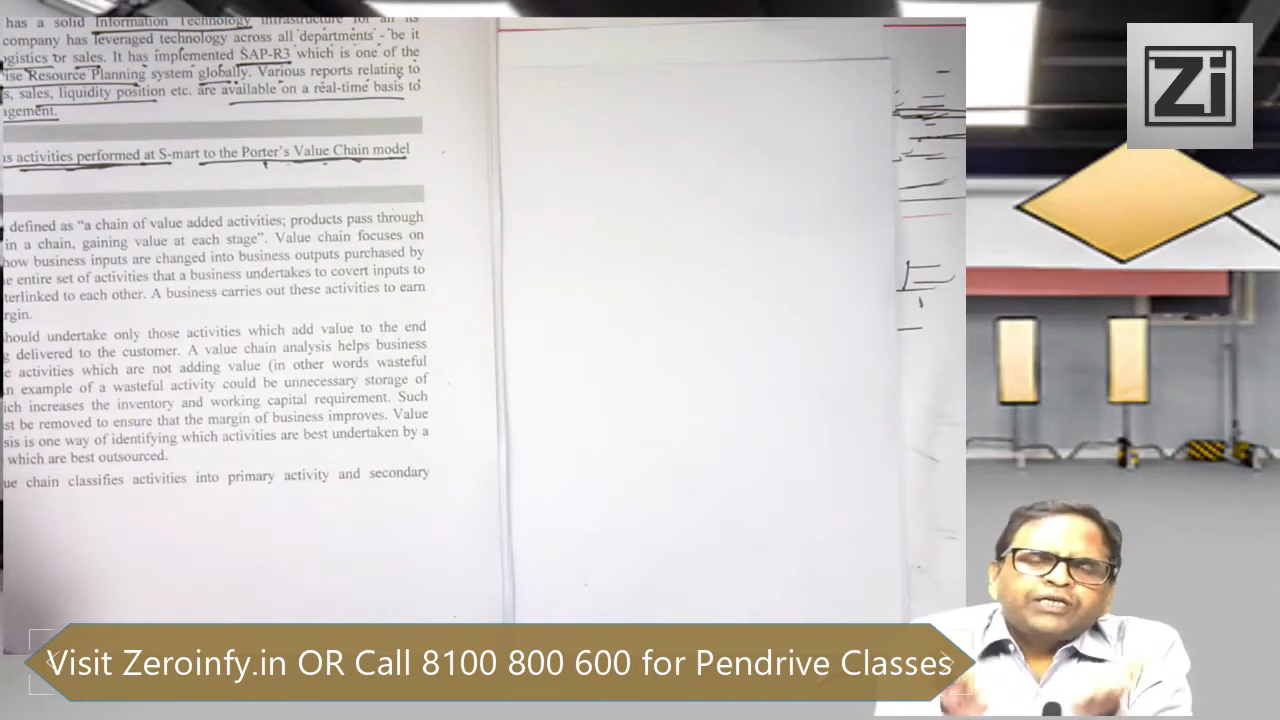 has a solid Information Technology infrastructure for all its
company has leveraged technology across all departments - be it
ogistics or sales. It has implemented SAP-R3 which is one of the
ise Resource Planning system globally. Various reports relating to
s, sales, liquidity position etc. are available on a real-time basis to
agement.
as activities performed at S-mart to the Porter's Value Chain model
defined as “a chain of value added activities; products pass through
in a chain, gaining value at each stage”. Value chain focuses on
how business inputs are changed into business outputs purchased by
e entire set of activities that a business undertakes to covert inputs to
terlinked to each other. A business carries out these activities to earn
rgin.
hould undertake only those activities which add value to the end
g delivered to the customer. A value chain analysis helps business
e activities which are not adding value (in other words wasteful
n example of a wasteful activity could be unnecessary storage of
ich increases the inventory and working capital requirement. Such
st be removed to ensure that the margin of business improves. Value
sis is one way of identifying which activities are best undertaken by a
which are best outsourced.
ue chain classifies activities into primary activity and secondary
Zi
Visit Zeroinfy.in OR Call 8100 800 600 for Pendrive Classes